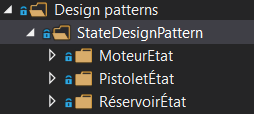 Design patterns
StateDesignPattern
MoteurEtat
PistoletÉtat
RéservoirÉtat